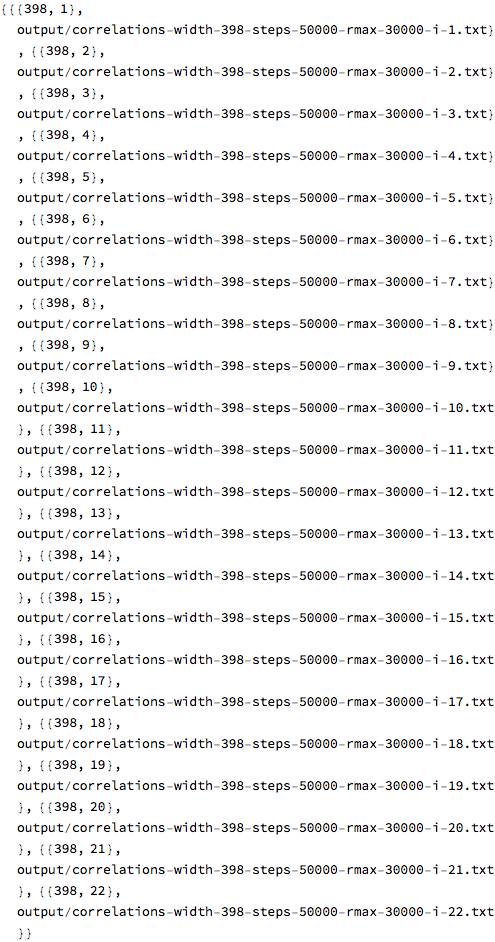 {{{398, 1},
output/correlations-width-398-steps-50000-rmax-30000-i-1.txt}
, {{398, 2},
output/correlations-width-398-steps-50000-rmax-30000-i-2.txt}
, {{398, 3},
output/correlations-width-398-steps-50000-rmax-30000-i-3.txt}
, {{398, 4},
output/correlations-width-398-steps-50000-rmax-30000-i-4.txt}
, {{398, 5},
output/correlations-width-398-steps-50000-rmax-30000-i-5.txt}
, {{398, 6},
output/correlations-width-398-steps-50000-rmax-30000-i-6.txt}
, {{398, 7},
output/correlations-width-398-steps-50000-rmax-30000-i-7.txt}
, {{398, 8},
output/correlations-width-398-steps-50000-rmax-30000-i-8.txt}
, {{398, 9},
output/correlations-width-398-steps-50000-rmax-30000-i-9.txt}
, {{398, 10},
output/correlations-width-398-steps-50000-rmax-30000-i-10.txt
}, {{398, 11},
output/correlations-width-398-steps-50000-rmax-30000-i-11.txt
}, {{398, 12},
output/correlations-width-398-steps-50000-rmax-30000-i-12.txt
}, {{398, 13},
output/correlations-width-398-steps-50000-rmax-30000-i-13.txt
}, {{398, 14},
output/correlations-width-398-steps-50000-rmax-30000-i-14.txt
}, {{398, 15},
output/correlations-width-398-steps-50000-rmax-30000-i-15.txt
}, {{398, 16},
output/correlations-width-398-steps-50000-rmax-30000-i-16.txt
}, {{398, 17},
output/correlations-width-398-steps-50000-rmax-30000-i-17.txt
}, {{398, 18},
output/correlations-width-398-steps-50000-rmax-30000-i-18.txt
}, {{398, 19},
output/correlations-width-398-steps-50000-rmax-30000-i-19.txt
}, {{398, 20},
output/correlations-width-398-steps-50000-rmax-30000-i-20.txt
}, {{398, 21},
output/correlations-width-398-steps-50000-rmax-30000-i-21.txt
}, {{398, 22},
output/correlations-width-398-steps-50000-rmax-30000-i-22.txt
}}